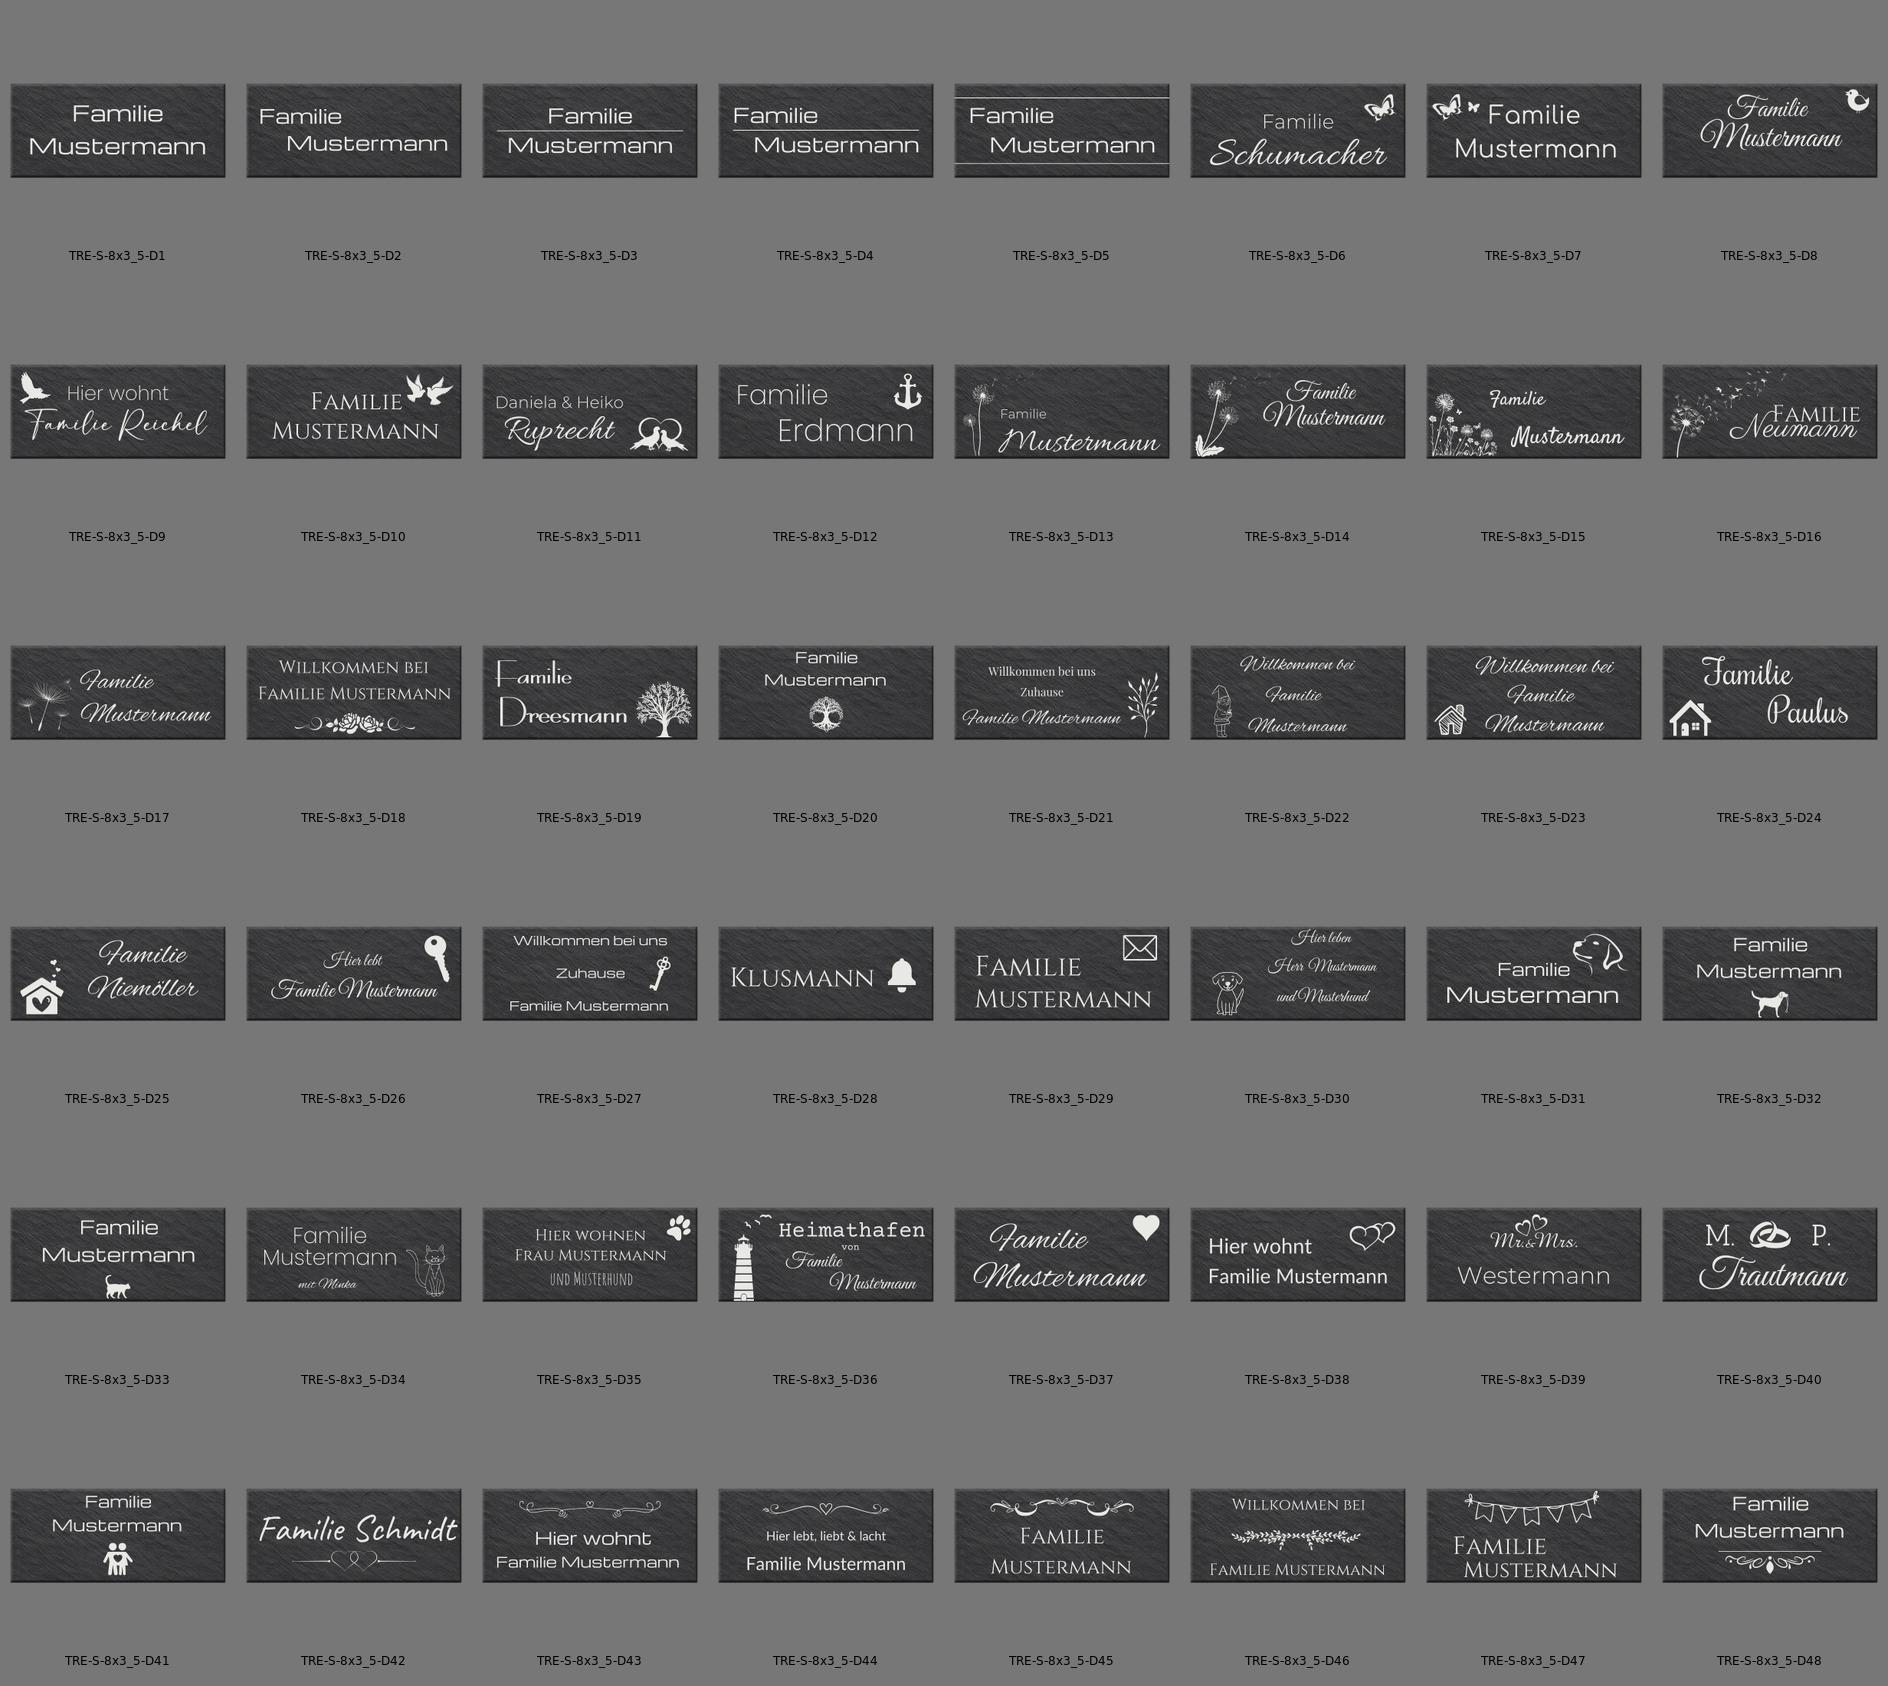 Familie
Mustermann
TRE-S-8x3_5-D1
Familie
Mustermann
TRE-S-8x3_5-D2
Familie
Mustermann
TRE-S-8x3_5-D3
Familie
Mustermann
TRE-S-8x3_5-D4
Familie
Mustermann
TRE-S-8x3_5-D5
Familie
Schumacher
TRE-S-8x3_5-D6
Familie
Mustermann
TRE-S-8x3_5-D7
Familie
Mustermann
TRE-S-8x3_5-D8
Hier wohnt
Familie Reichel
TRE-S-8x3_5-D9
FAMILIE
MUSTERMANN
TRE-S-8x3_5-D10
Daniela & Heiko
Ruprecht
TRE-S-8x3_5-D11
Familie
Erdmann
TRE-S-8x3_5-D12
Familie
Mustermann
TRE-S-8x3_5-D13
Familie
Mustermann
TRE-S-8x3_5-D14
Familie
Mustermann
TRE-S-8x3_5-D15
FAMILIE
Neumann
TRE-S-8x3_5-D16
Familie
Mustermann
TRE-S-8x3_5-D17
WILLKOMMEN BEI
FAMILIE MUSTERMANN
TRE-S-8x3_5-D18
Familie
Dreesmann
TRE-S-8x3_5-D19
Familie
Mustermann
TRE-S-8x3_5-D20
Willkommen bei uns
Zuhause
Familie Mustermann
TRE-S-8x3_5-D21
Willkommen bei
Familie
Mustermann
TRE-S-8x3_5-D22
Willkommen bei
Familie
Mustermann
TRE-S-8x3_5-D23
Familie
Paulus
TRE-S-8x3_5-D24
Familie
Niemöller
TRE-S-8x3_5-D25
Hier lebt
Familie Mustermann
TRE-S-8x3_5-D26
Willkommen bei uns
Zuhause
Familie Mustermann
TRE-S-8x3_5-D27
KLUSMANN
TRE-S-8x3_5-D28
FAMILIE
MUSTERMANN
TRE-S-8x3_5-D29
Hier leben
Herr Mustermann
und Musterhund
TRE-S-8x3_5-D30
Familie
Mustermann
TRE-S-8x3_5-D31
Familie
Mustermann
TRE-S-8x3_5-D32
Familie
Mustermann
TRE-S-8x3_5-D33
Familie
Mustermann
mit Minka
TRE-S-8x3_5-D34
HIER WOHNEN
FRAU MUSTERMANN
UND MUSTERHUND
TRE-S-8x3_5-D35
Heimathafen
von
Familie
Mustermann
TRE-S-8x3_5-D36
Familie
Mustermann
TRE-S-8x3_5-D37
Hier wohnt
Familie Mustermann
TRE-S-8x3_5-D38
Mr.&Mrs.
Westermann
TRE-S-8x3_5-D39
M. P.
Trautmann
TRE-S-8x3_5-D40
Familie
Mustermann
TRE-S-8x3_5-D41
Familie Schmidt
TRE-S-8x3_5-D42
Hier wohnt
Familie Mustermann
TRE-S-8x3_5-D43
Hier lebt, liebt & lacht
Familie Mustermann
TRE-S-8x3_5-D44
FAMILIE
MUSTERMANN
TRE-S-8x3_5-D45
WILLKOMMEN BEI
FAMILIE MUSTERMANN
TRE-S-8x3_5-D46
FAMILIE
MUSTERMANN
TRE-S-8x3_5-D47
Familie
Mustermann
TRE-S-8x3_5-D48